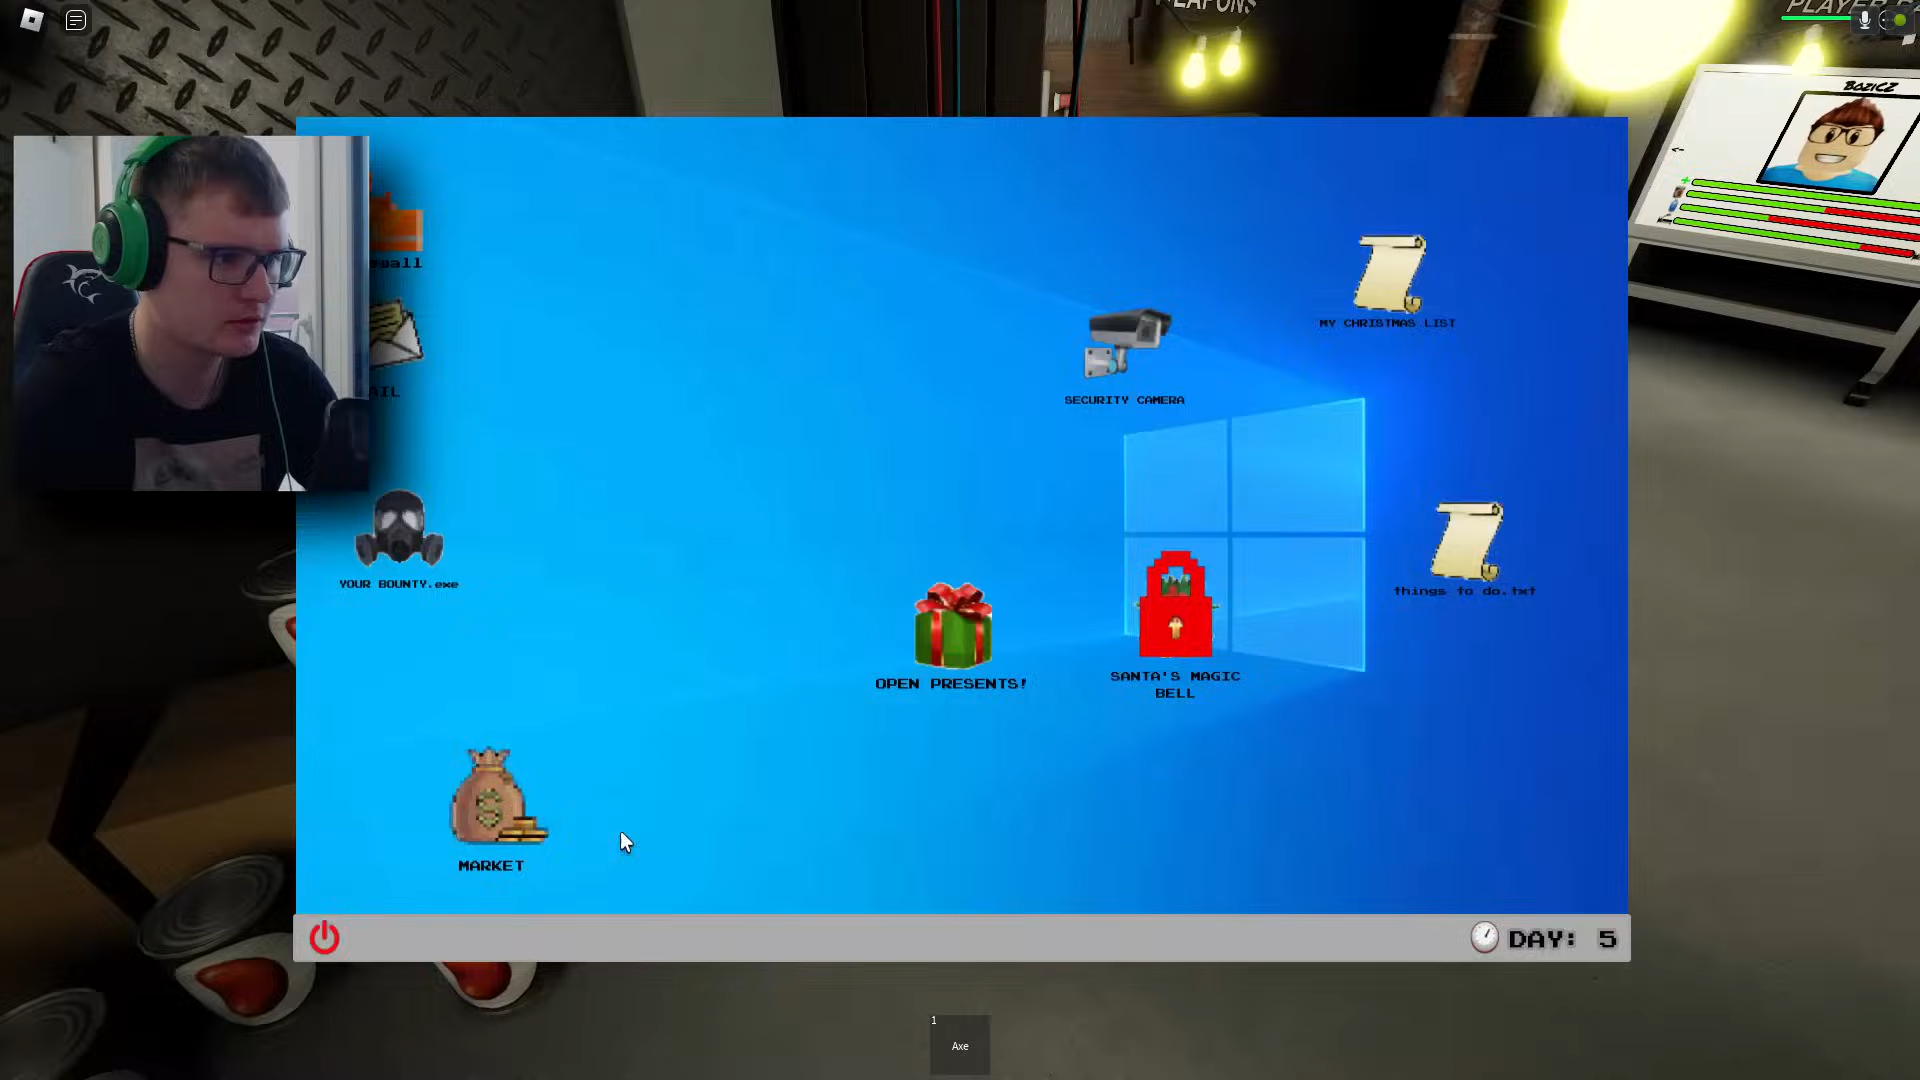 BOZICZ
MY CHRISTMAS LIST
SECURITY CAMERA
YOUR BOUNTY.exe
things to do.txt
OPEN PRESENTS!
SANTA'S MAGIC
BELL
MARKET
DAY: 5
1
Axe